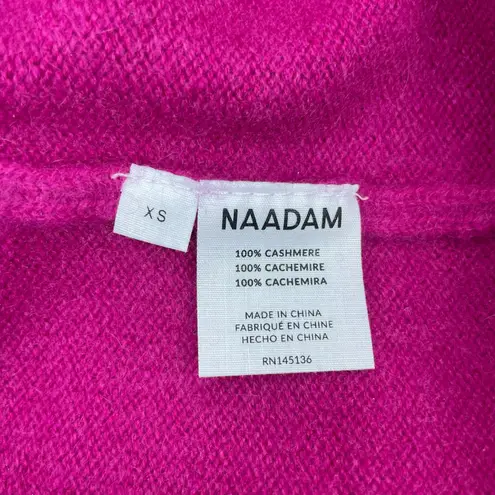 XS
NAADAM
100% CASHMERE
100% CACHEMIRE
100% CACHEMIRA
MADE IN CHINA
FABRIQUÉ EN CHINE
HECHO EN CHINA
RN145136